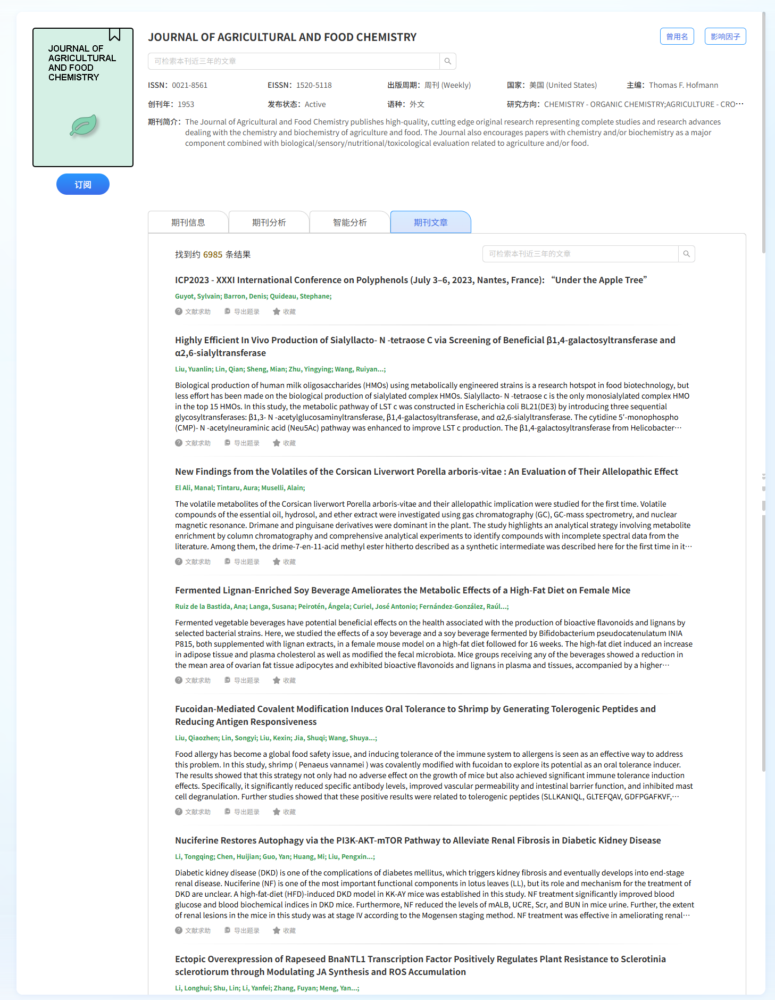 JOURNAL OF
AGRICULTURAL
AND FOOD
CHEMISTRY
订阅
JOURNAL OF AGRICULTURAL AND FOOD CHEMISTRY
曾用名
影响因子
可检索本刊近三年的文章
ISSN：0021-8561 EISSN：1520-5118 出版周期：周刊 (Weekly) 国家：美国 (United States) 主编：Thomas F. Hofmann
创刊年：1953 发布状态：Active 语种：外文 研究方向：CHEMISTRY - ORGANIC CHEMISTRY;AGRICULTURE - CRO···
期刊简介：The Journal of Agricultural and Food Chemistry publishes high-quality, cutting edge original research representing complete studies and research advances
dealing with the chemistry and biochemistry of agriculture and food. The Journal also encourages papers with chemistry and/or biochemistry as a major
component combined with biological/sensory/nutritional/toxicological evaluation related to agriculture and/or food.
期刊信息 期刊分析 智能分析 期刊文章
找到约 6985 条结果
可检索本刊近三年的文章
ICP2023 - XXXI International Conference on Polyphenols (July 3–6, 2023, Nantes, France): “Under the Apple Tree”
Guyot, Sylvain; Barron, Denis; Quideau, Stephane;
文献求助 导出题录 收藏
Highly Efficient In Vivo Production of Sialyllacto- N -tetraose C via Screening of Beneficial β1,4-galactosyltransferase and
α2,6-sialyltransferase
Liu, Yuanlin; Lin, Qian; Sheng, Mian; Zhu, Yingying; Wang, Ruiyan...;
Biological production of human milk oligosaccharides (HMOs) using metabolically engineered strains is a research hotspot in food biotechnology, but
less effort has been made on the biological production of sialylated complex HMOs. Sialyllacto- N -tetraose c is the only monosialylated complex HMO
in the top 15 HMOs. In this study, the metabolic pathway of LST c was constructed in Escherichia coli BL21(DE3) by introducing three sequential
glycosyltransferases: β1,3- N -acetylglucosaminyltransferase, β1,4-galactosyltransferase, and α2,6-sialyltransferase. The cytidine 5′-monophospho
(CMP)- N -acetylneuraminic acid (Neu5Ac) pathway was enhanced to improve LST c production. The β1,4-galactosyltransferase from Helicobacter···
文献求助 导出题录 收藏
New Findings from the Volatiles of the Corsican Liverwort Porella arboris-vitae : An Evaluation of Their Allelopathic Effect
El Ali, Manal; Tintaru, Aura; Muselli, Alain;
The volatile metabolites of the Corsican liverwort Porella arboris-vitae and their allelopathic implication were studied for the first time. Volatile
compounds of the essential oil, hydrosol, and ether extract were investigated using gas chromatography (GC), GC-mass spectrometry, and nuclear
magnetic resonance. Drimane and pinguisane derivatives were dominant in the plant. The study highlights an analytical strategy involving metabolite
enrichment by column chromatography and comprehensive analytical experiments to identify compounds with incomplete spectral data from the
literature. Among them, the drime-7-en-11-acid methyl ester hitherto described as a synthetic intermediate was described here for the first time in it···
文献求助 导出题录 收藏
Fermented Lignan-Enriched Soy Beverage Ameliorates the Metabolic Effects of a High-Fat Diet on Female Mice
Ruiz de la Bastida, Ana; Langa, Susana; Peirotén, Ángela; Curiel, José Antonio; Fernández-González, Raúl...;
Fermented vegetable beverages have potential beneficial effects on the health associated with the production of bioactive flavonoids and lignans by
selected bacterial strains. Here, we studied the effects of a soy beverage and a soy beverage fermented by Bifidobacterium pseudocatenulatum INIA
P815, both supplemented with lignan extracts, in a female mouse model on a high-fat diet followed for 16 weeks. The high-fat diet induced an increase
in adipose tissue and plasma cholesterol as well as modified the fecal microbiota. Mice groups receiving any of the beverages showed a reduction in
the mean area of ovarian fat tissue adipocytes and exhibited bioactive flavonoids and lignans in plasma and tissues, accompanied by a higher···
文献求助 导出题录 收藏
Fucoidan-Mediated Covalent Modification Induces Oral Tolerance to Shrimp by Generating Tolerogenic Peptides and
Reducing Antigen Responsiveness
Liu, Qiaozhen; Lin, Songyi; Liu, Kexin; Jia, Shuqi; Wang, Shuya...;
Food allergy has become a global food safety issue, and inducing tolerance of the immune system to allergens is seen as an effective way to address
this problem. In this study, shrimp ( Penaeus vannamei ) was covalently modified with fucoidan to explore its potential as an oral tolerance inducer.
The results showed that this strategy not only had no adverse effect on the growth of mice but also achieved significant immune tolerance induction
effects. Specifically, it significantly reduced specific antibody levels, improved vascular permeability and intestinal barrier function, and inhibited mast
cell degranulation. Further studies showed that these positive results were related to tolerogenic peptides (SLLKANIQL, GLTEFQAV, GDFPGAFKVF,···
文献求助 导出题录 收藏
Nuciferine Restores Autophagy via the PI3K-AKT-mTOR Pathway to Alleviate Renal Fibrosis in Diabetic Kidney Disease
Li, Tongqing; Chen, Huijian; Guo, Yan; Huang, Mi; Liu, Pengxin...;
Diabetic kidney disease (DKD) is one of the complications of diabetes mellitus, which triggers kidney fibrosis and eventually develops into end-stage
renal disease. Nuciferine (NF) is one of the most important functional components in lotus leaves (LL), but its role and mechanism for the treatment of
DKD are unclear. A high-fat-diet (HFD)-induced DKD model in KK-AY mice was established in this study. NF treatment significantly improved blood
glucose and blood biochemical indices in DKD mice. Furthermore, NF reduced the levels of mALB, UCRE, Scr, and BUN in mice urine. Further, the extent
of renal lesions in the mice in this study was at stage IV according to the Mogensen staging method. NF treatment was effective in ameliorating renal···
文献求助 导出题录 收藏
Ectopic Overexpression of Rapeseed BnaNTL1 Transcription Factor Positively Regulates Plant Resistance to Sclerotinia
sclerotiorum through Modulating JA Synthesis and ROS Accumulation
Li, Longhui; Shu, Lin; Li, Yanfei; Zhang, Fuyan; Meng, Yan...;